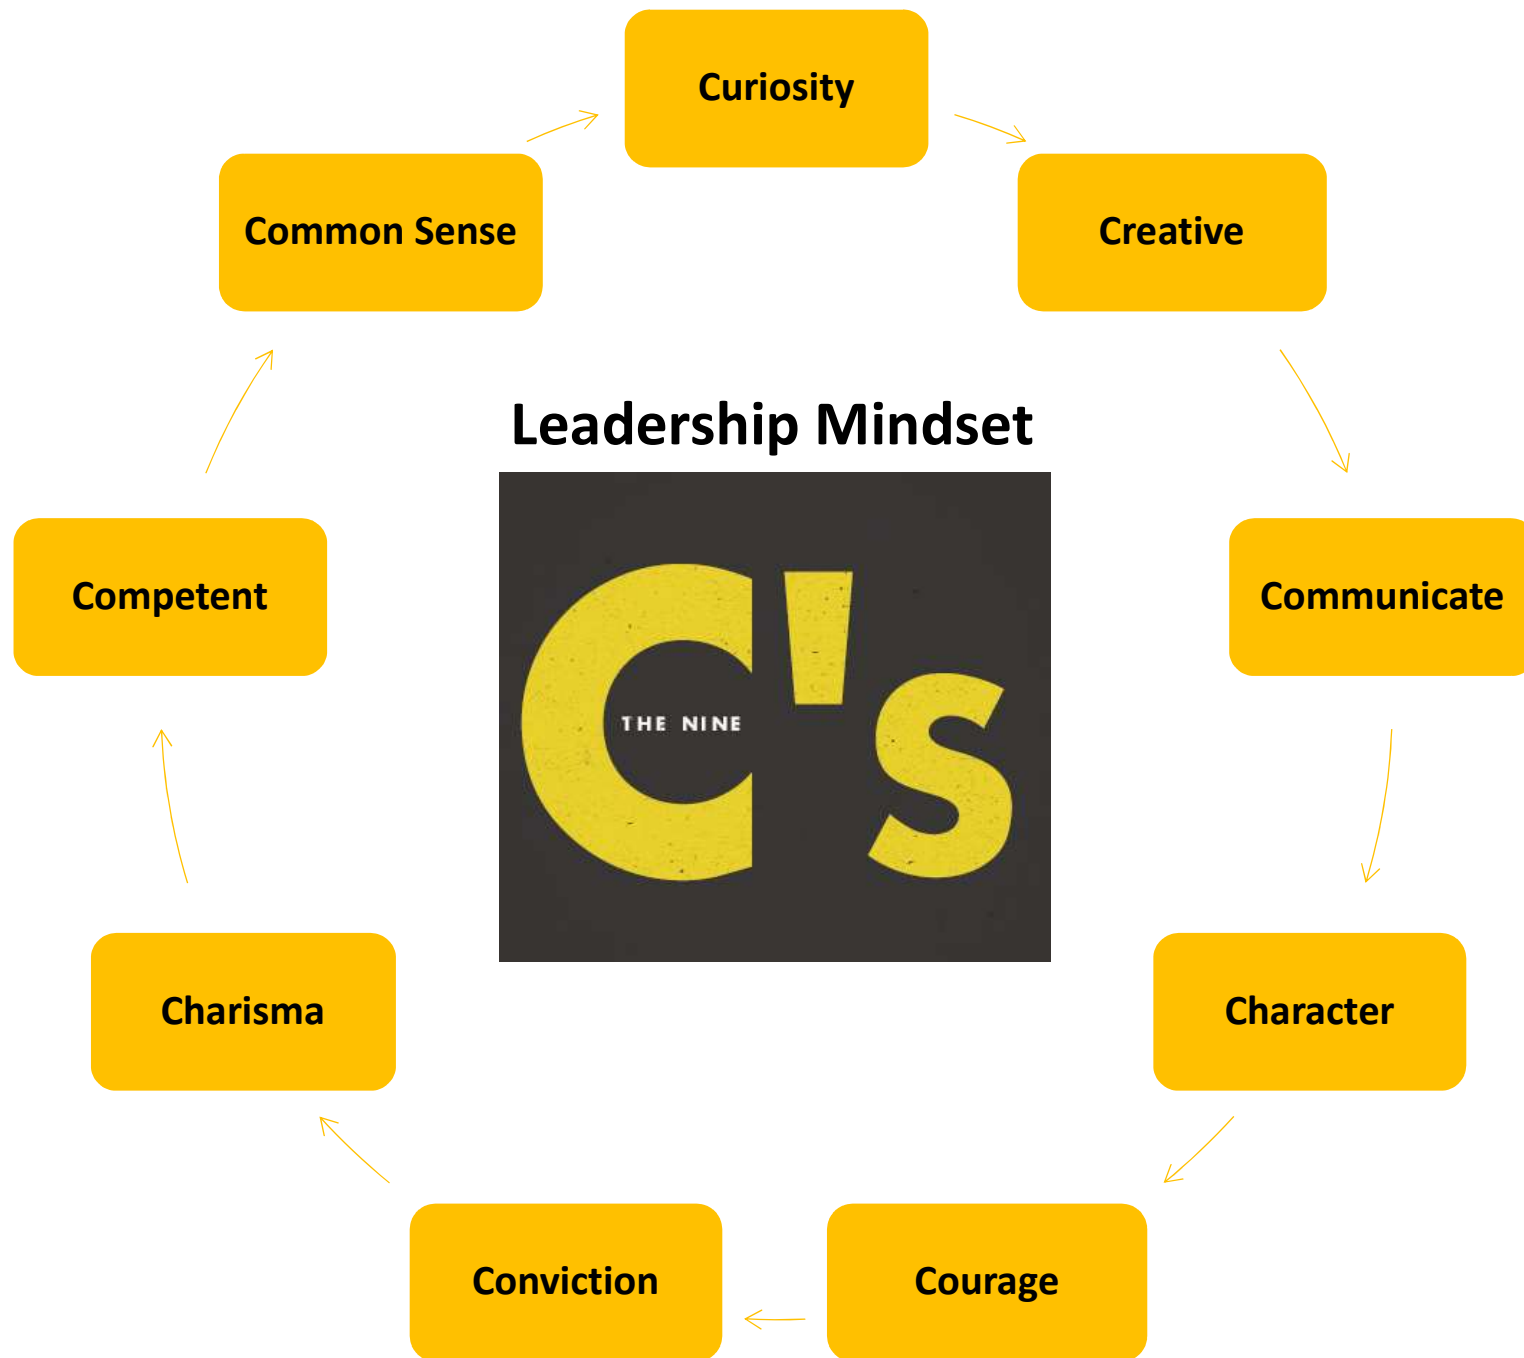 Curiosity
Common Sense
Creative
Leadership Mindset
C's
THE NINE
Competent
Communicate
Charisma
Character
Conviction
Courage